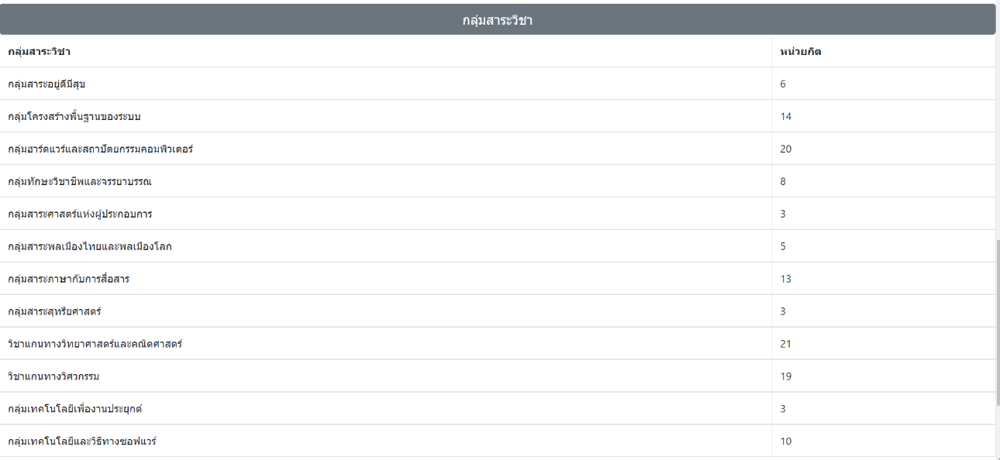 กลุ่มสาระวิชา
กลุ่มสาระวิชา หน่วยกิต
กลุ่มสาระอยู่ดีมีสุข 6
กลุ่มโครงสร้างพื้นฐานของระบบ 14
กลุ่มฮาร์ดแวร์และสถาปัตยกรรมคอมพิวเตอร์ 20
กลุ่มทักษะวิชาชีพและจรรยาบรรณ 8
กลุ่มสาระศาสตร์แห่งผู้ประกอบการ 3
กลุ่มสาระพลเมืองไทยและพลเมืองโลก 5
กลุ่มสาระภาษากับการสื่อสาร 13
กลุ่มสาระสุทรียศาสตร์ 3
วิชาแกนทางวิทยาศาสตร์และคณิตศาสตร์ 21
วิชาแกนทางวิศวกรรม 19
กลุ่มเทคโนโลยีเพื่องานประยุกต์ 3
กลุ่มเทคโนโลยีและวิธีทางซอฟแวร์ 10